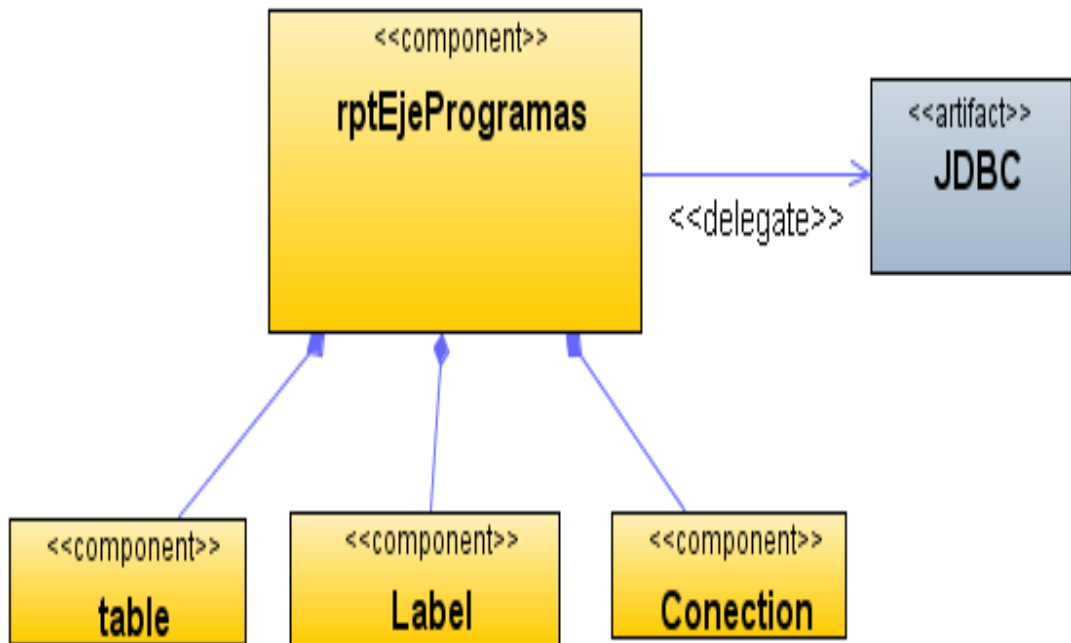 <<component>>
rptEjeProgramas
<<artifact>>
JDBC
<<delegate>>
<<component>>
table
<<component>>
Label
<<component>>
Conection